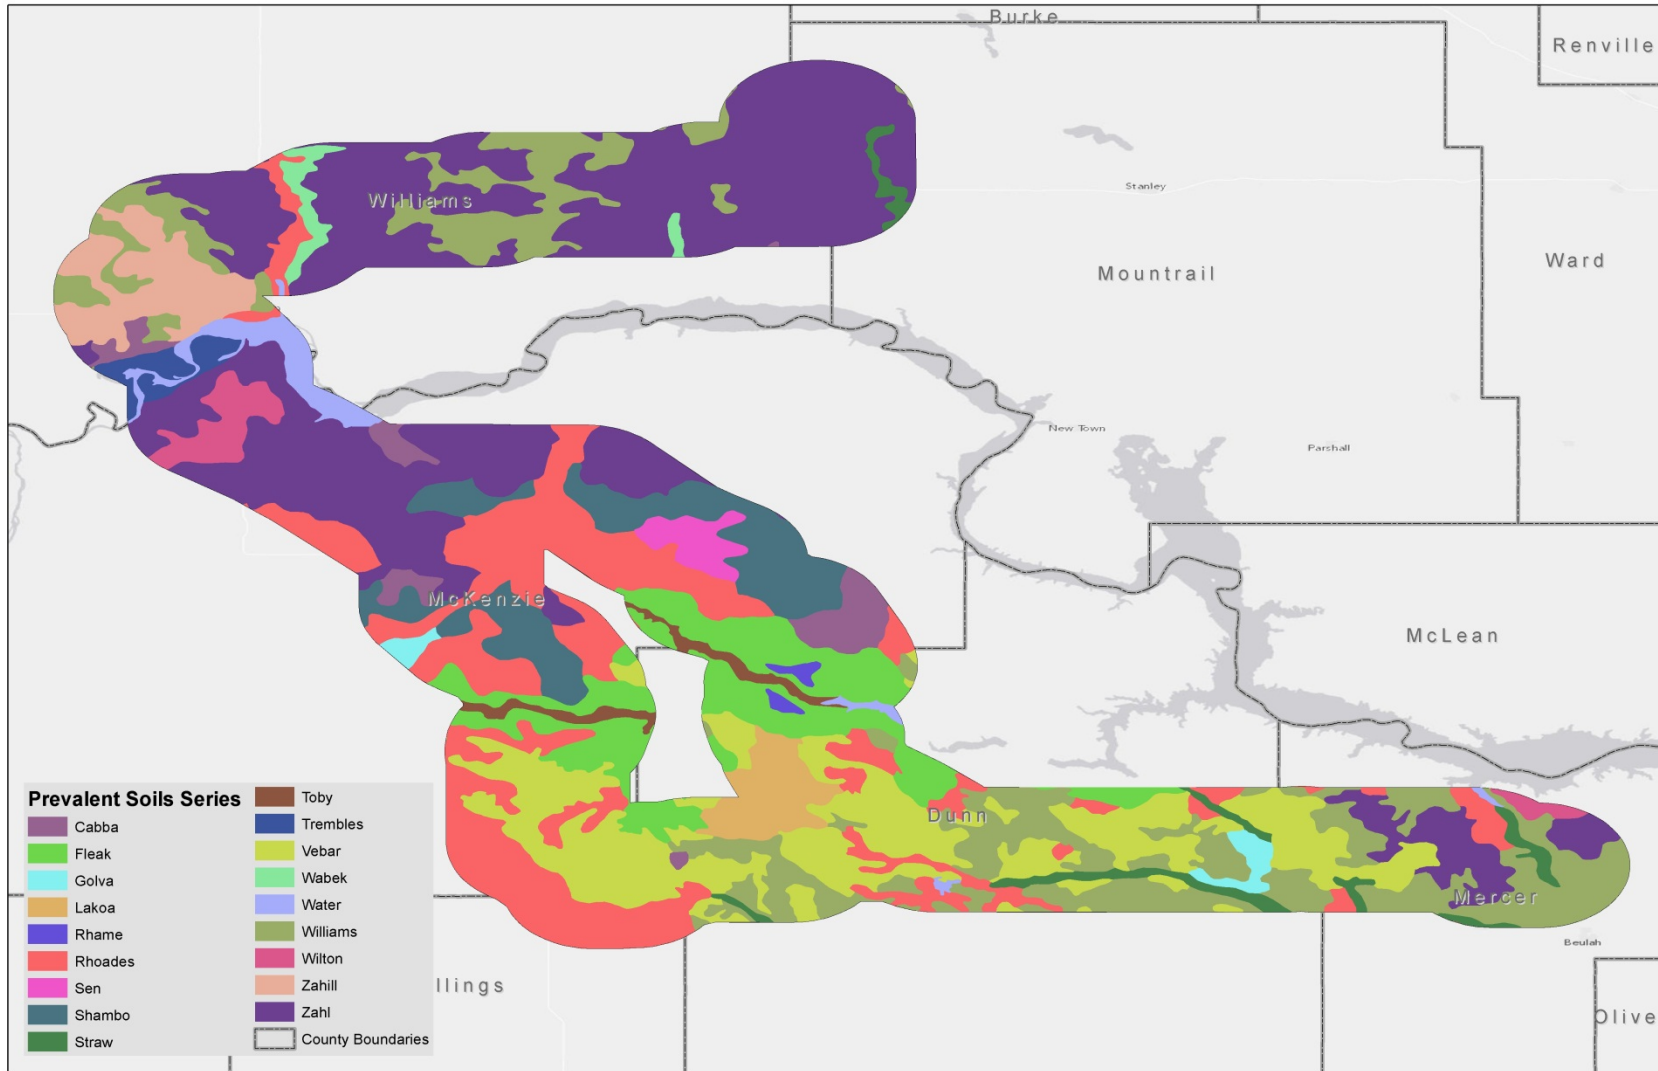 Burke
Renville
Williams
Stanley
Mountrail
Ward
New Town
Parshall
McKenzie
McLean
Dunn
Mercer
Beulah
llings
Olive
Prevalent Soils Series
Cabba
Fleak
Golva
Lakoa
Rhame
Rhoades
Sen
Shambo
Straw
Toby
Trembles
Vebar
Wabek
Water
Williams
Wilton
Zahill
Zahl
County Boundaries